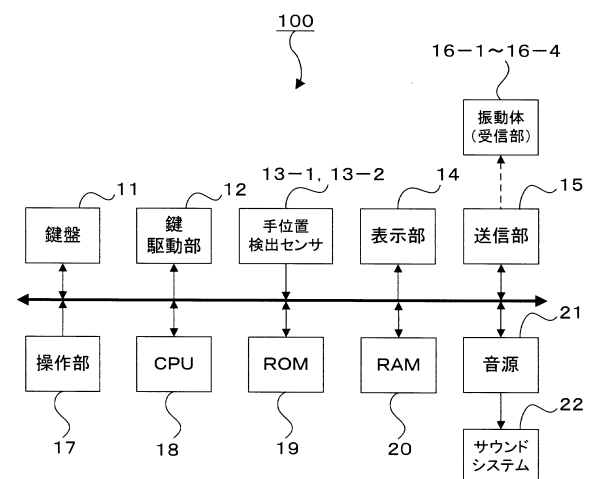 100
16-1~16-4
振動体
(受信部)
11
12
13-1, 13-2
14
15
鍵盤
鍵
駆動部
手位置
検出センサ
表示部
送信部
操作部
CPU
ROM
RAM
音源
21
17
18
19
20
22
サウンド
システム